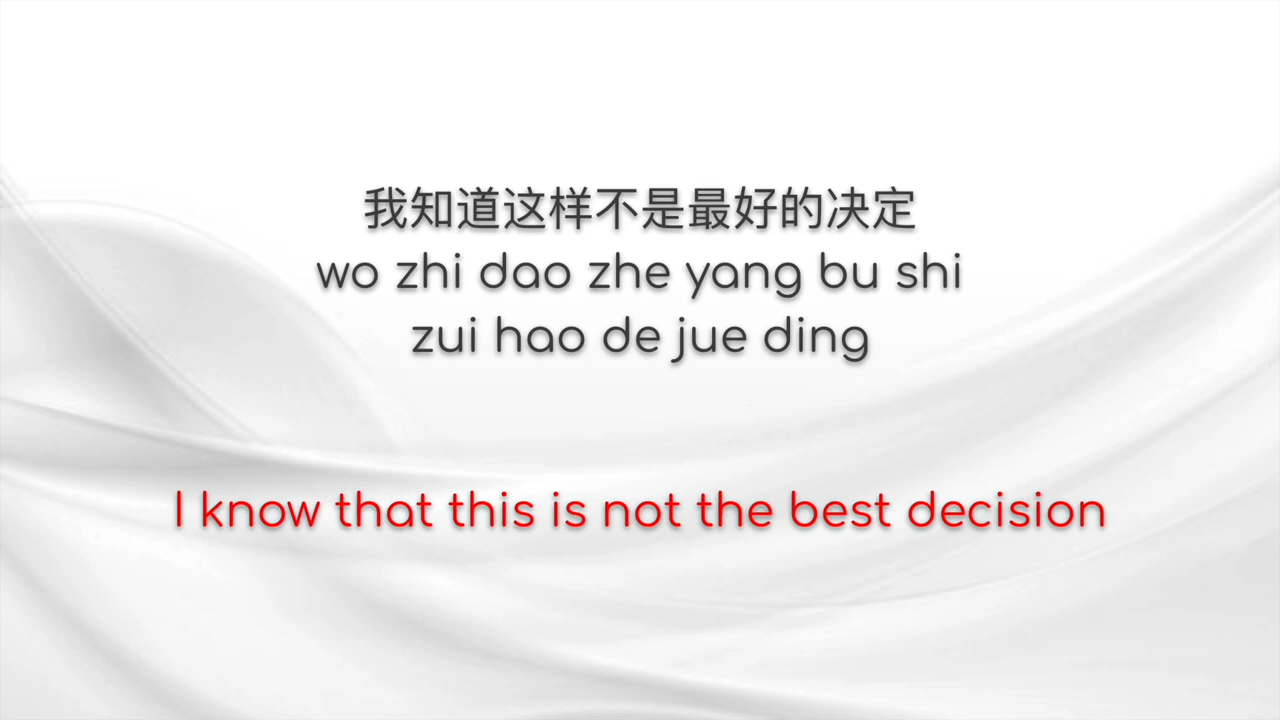 我知道这样不是最好的决定
wo zhi dao zhe yang bu shi
zui hao de jue ding
I know that this is not the best decision